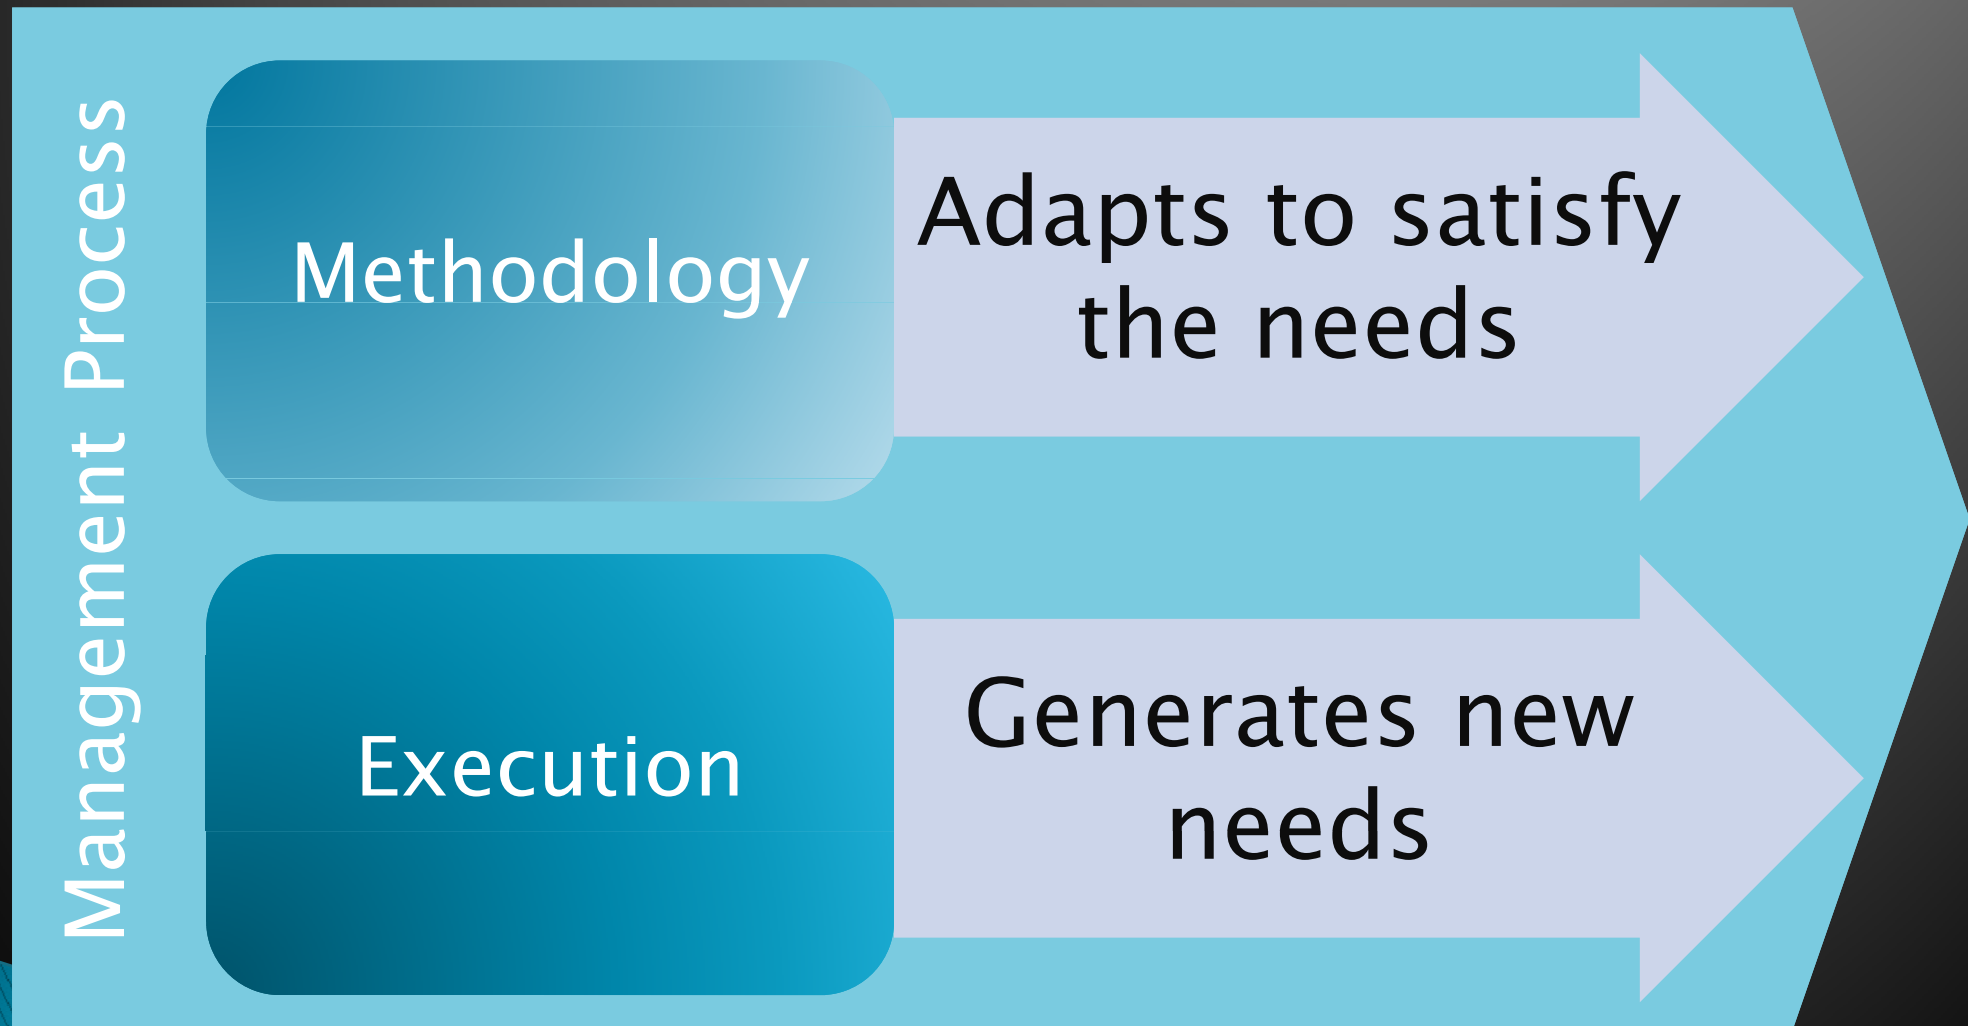 Management Process
Methodology
Adapts to satisfy
the needs
Execution
Generates new
needs